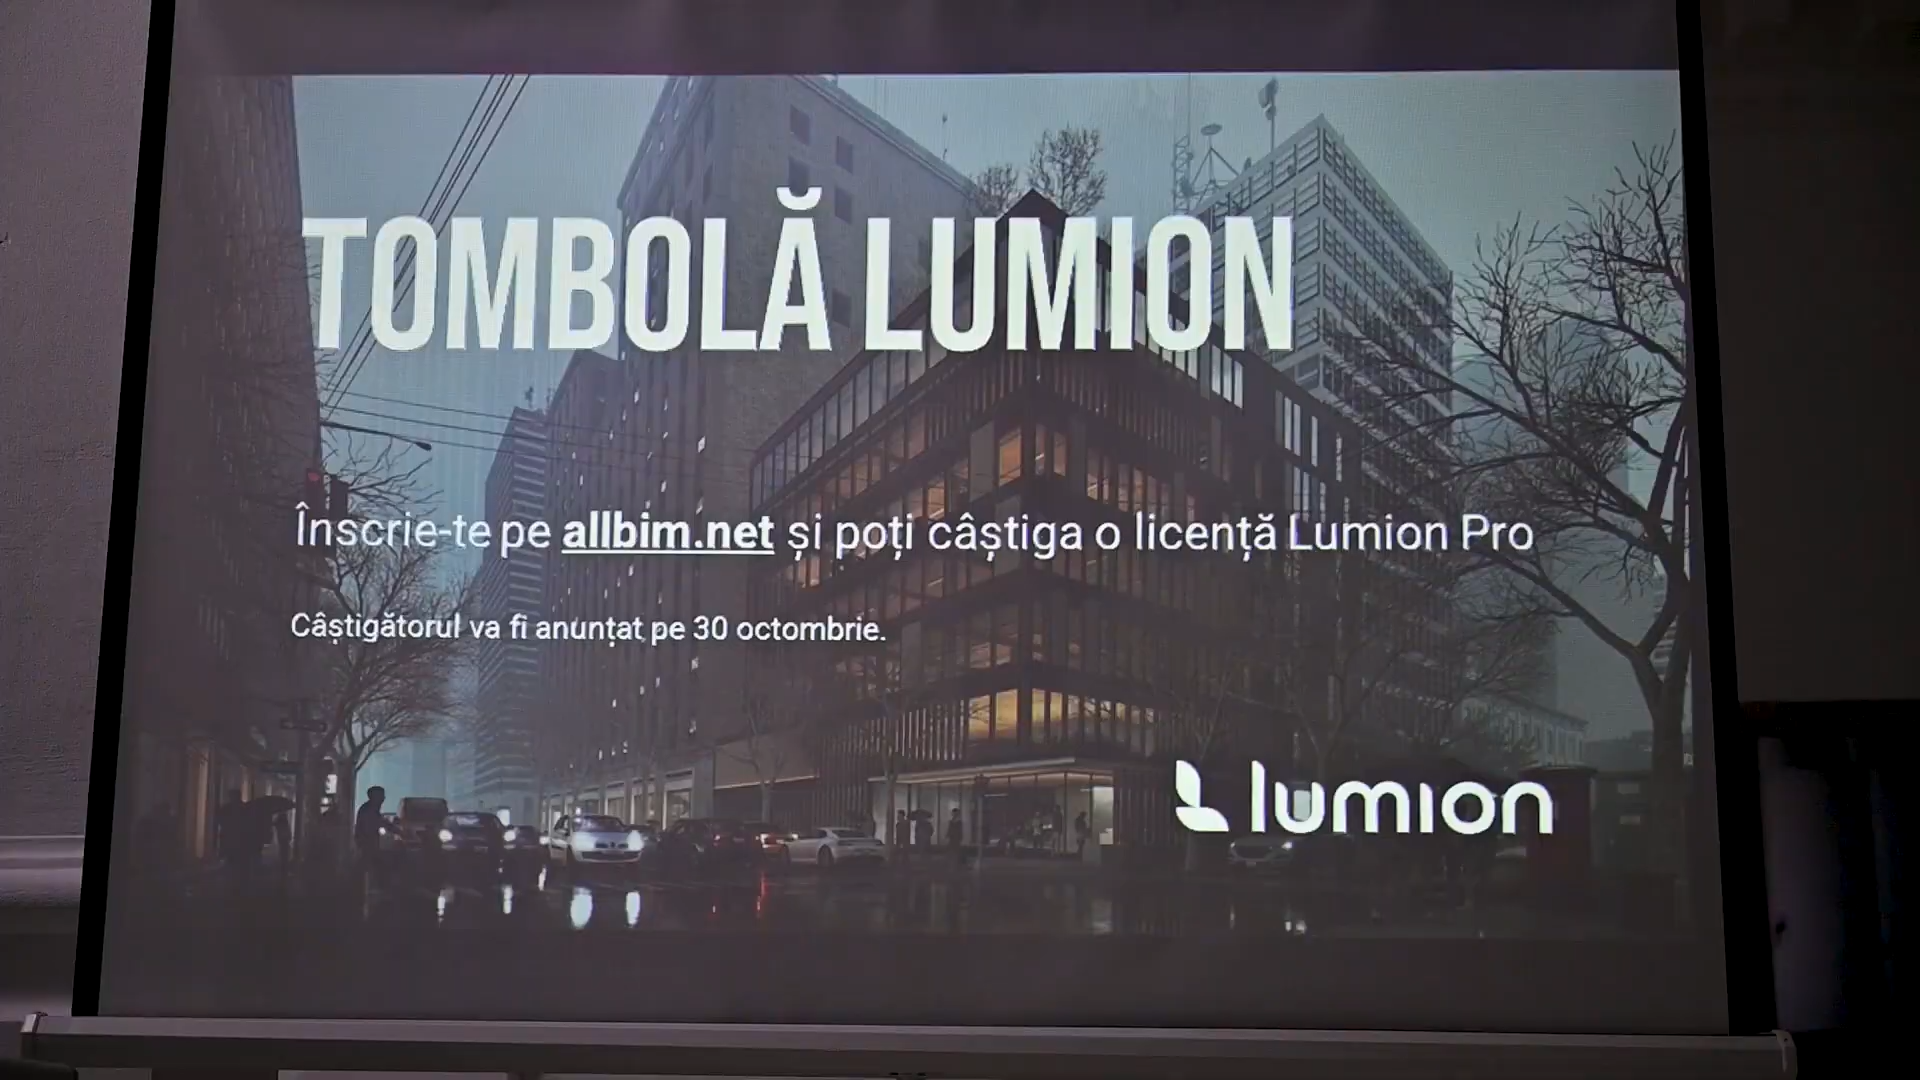 TOMBOLĂ LUMION
Înscrie-te pe allbim.net și poți câștiga o licență Lumion Pro
Câștigătorul va fi anunțat pe 30 octombrie.
lumion